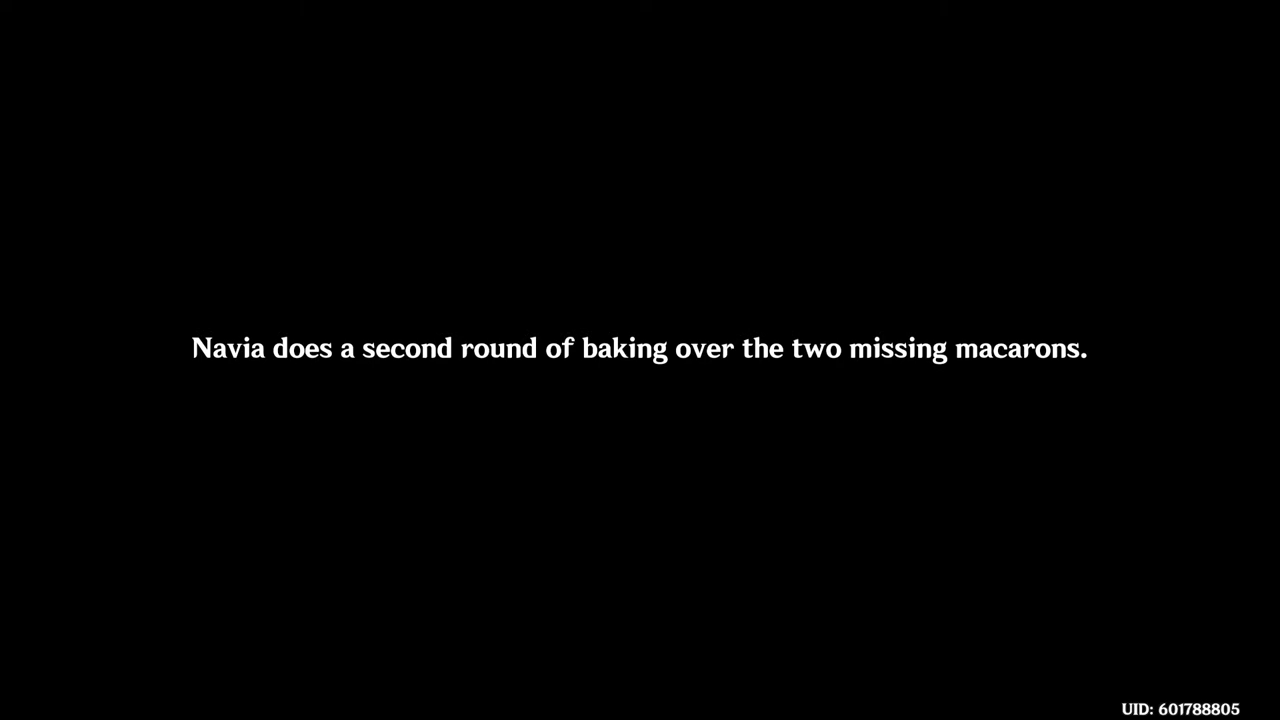 Navia does a second round of baking over the two missing macarons.
UID: 601788805